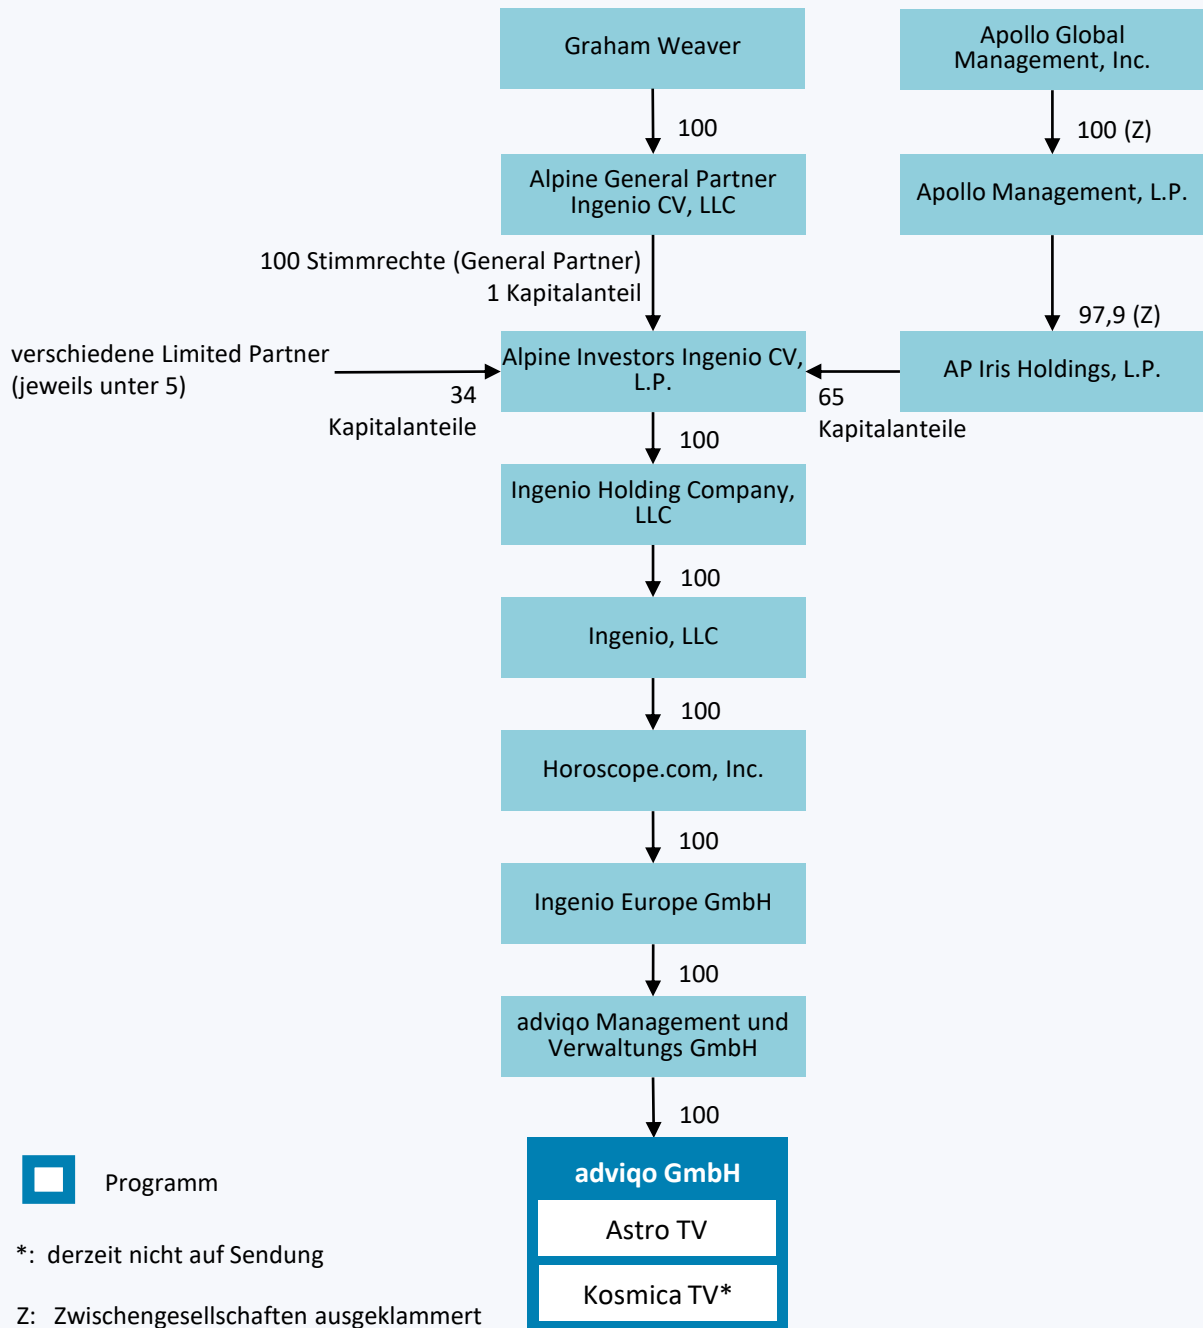 Graham Weaver
Apollo Global
Management, Inc.
100
100 (Z)
Alpine General Partner
Ingenio CV, LLC
Apollo Management, L.P.
100 Stimmrechte (General Partner)
1 Kapitalanteil
97,9 (Z)
verschiedene Limited Partner
(jeweils unter 5)
34
Kapitalanteile
Alpine Investors Ingenio CV,
L.P.
65
Kapitalanteile
AP Iris Holdings, L.P.
100
Ingenio Holding Company,
LLC
100
Ingenio, LLC
100
Horoscope.com, Inc.
100
Ingenio Europe GmbH
100
adviqo Management und
Verwaltungs GmbH
100
adviqo GmbH
Astro TV
Kosmica TV*
Programm
*: derzeit nicht auf Sendung
Z: Zwischengesellschaften ausgeklammert